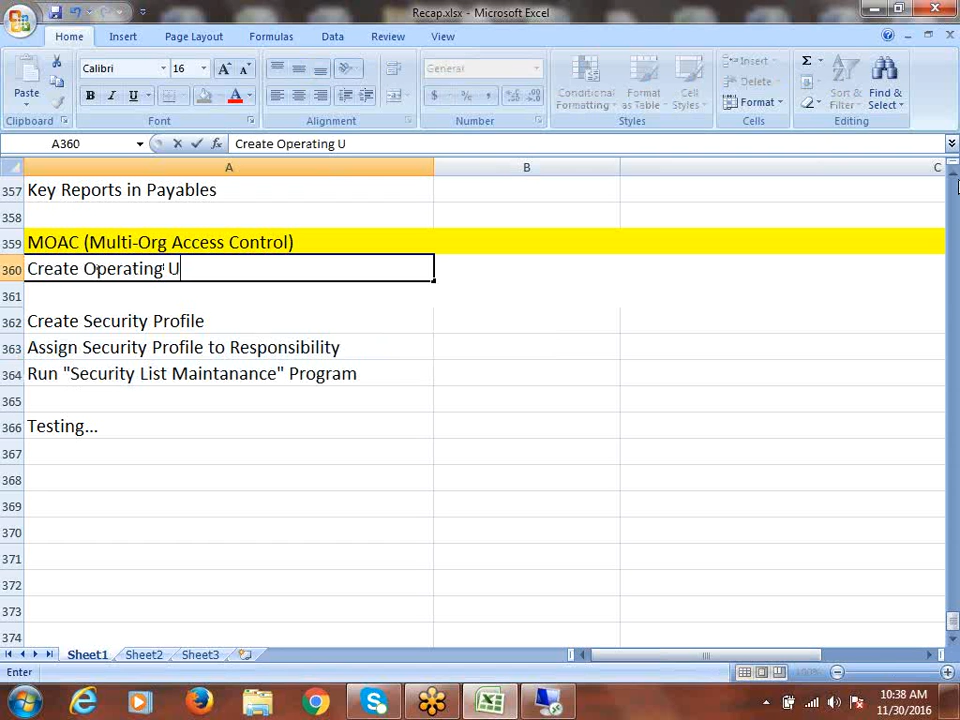 Recap.xlsx - Microsoft Excel
Home Insert Page Layout Formulas Data Review View
Paste
Calibri 16 A A General
B I U A $ % , .0 .00
Conditional Formatting Format as Table Cell Styles
Insert Delete Format
Σ Sort & Filter Find & Select
Clipboard Font Alignment Number Styles Cells Editing
A360 fx Create Operating U
A B C
357 Key Reports in Payables
358
359 MOAC (Multi-Org Access Control)
360 Create Operating U
361
362 Create Security Profile
363 Assign Security Profile to Responsibility
364 Run "Security List Maintanance" Program
365
366 Testing...
367
368
369
370
371
372
373
374
Sheet1 Sheet2 Sheet3
Enter 100%
10:38 AM
11/30/2016